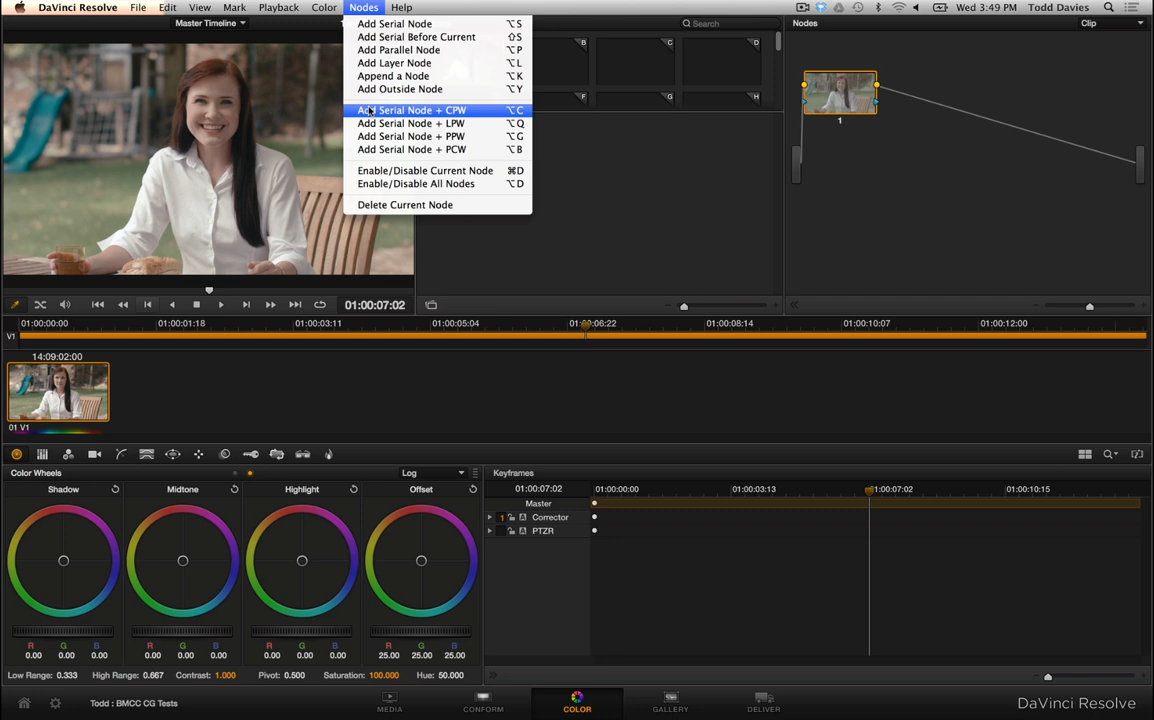 DaVinci Resolve File Edit View Mark Playback Color Nodes Help Wed 3:49 PM Todd Davies
Master Timeline
Search
Nodes
Clip
Add Serial Node ⌥S
Add Serial Before Current ⇧S
Add Parallel Node ⌥P
Add Layer Node ⌥L
Append a Node ⌥K
Add Outside Node ⌥Y
Add Serial Node + CPW ⌥C
Add Serial Node + LPW ⌥Q
Add Serial Node + PPW ⌥G
Add Serial Node + PCW ⌥B
Enable/Disable Current Node ⌘D
Enable/Disable All Nodes ⌥D
Delete Current Node
B C D
F G H
1
01:00:07:02
01:00:00:00 01:00:01:18 01:00:03:11 01:00:05:04 01:00:06:22 01:00:08:14 01:00:10:07 01:00:12:00
V1
14:09:02:00
01 V1
Color Wheels
Log
Keyframes
Shadow Midtone Highlight Offset
01:00:07:02 01:00:00:00 01:00:03:13 01:00:07:02 01:00:10:15
Master
1 A Corrector
A PTZR
R G B R G B R G B R G B
0.00 0.00 0.00 0.00 0.00 0.00 0.00 0.00 0.00 25.00 25.00 25.00
Low Range: 0.333 High Range: 0.667 Contrast: 1.000 Pivot: 0.500 Saturation: 100.000 Hue: 50.000
Todd : BMCC CG Tests
MEDIA CONFORM COLOR GALLERY DELIVER
DaVinci Resolve